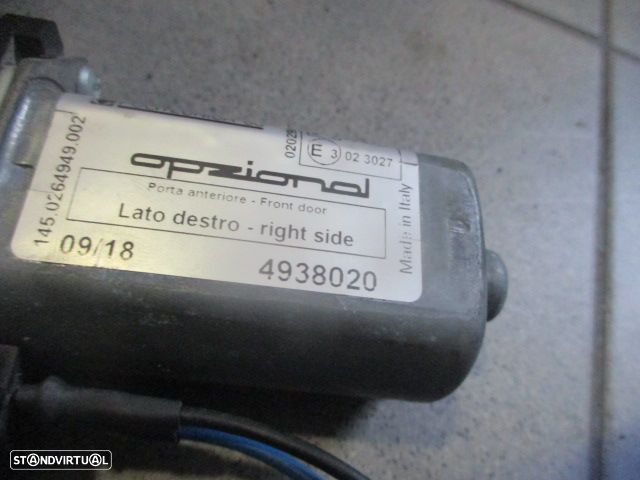 145.0264949.002
opzional
Porta anteriore - Front door
Lato destro - right side
09/18
4938020
E 3 02 3027
Made in Italy
STANDVIRTUAL